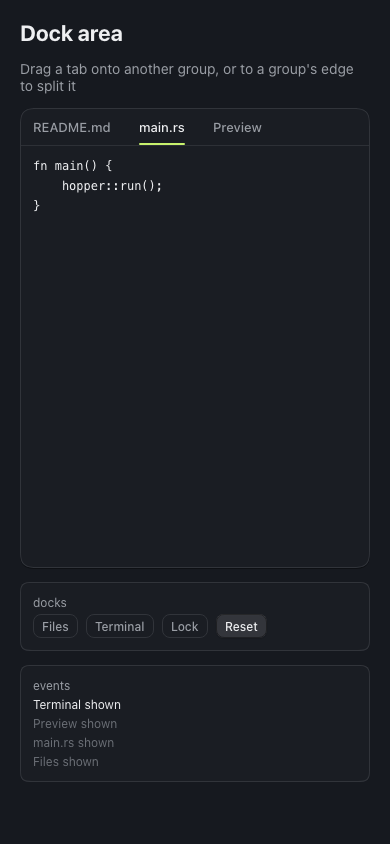 Dock area
Drag a tab onto another group, or to a group's edge
to split it
README.md main.rs Preview
fn main() {
    hopper::run();
}
docks
Files Terminal Lock Reset
events
Terminal shown
Preview shown
main.rs shown
Files shown